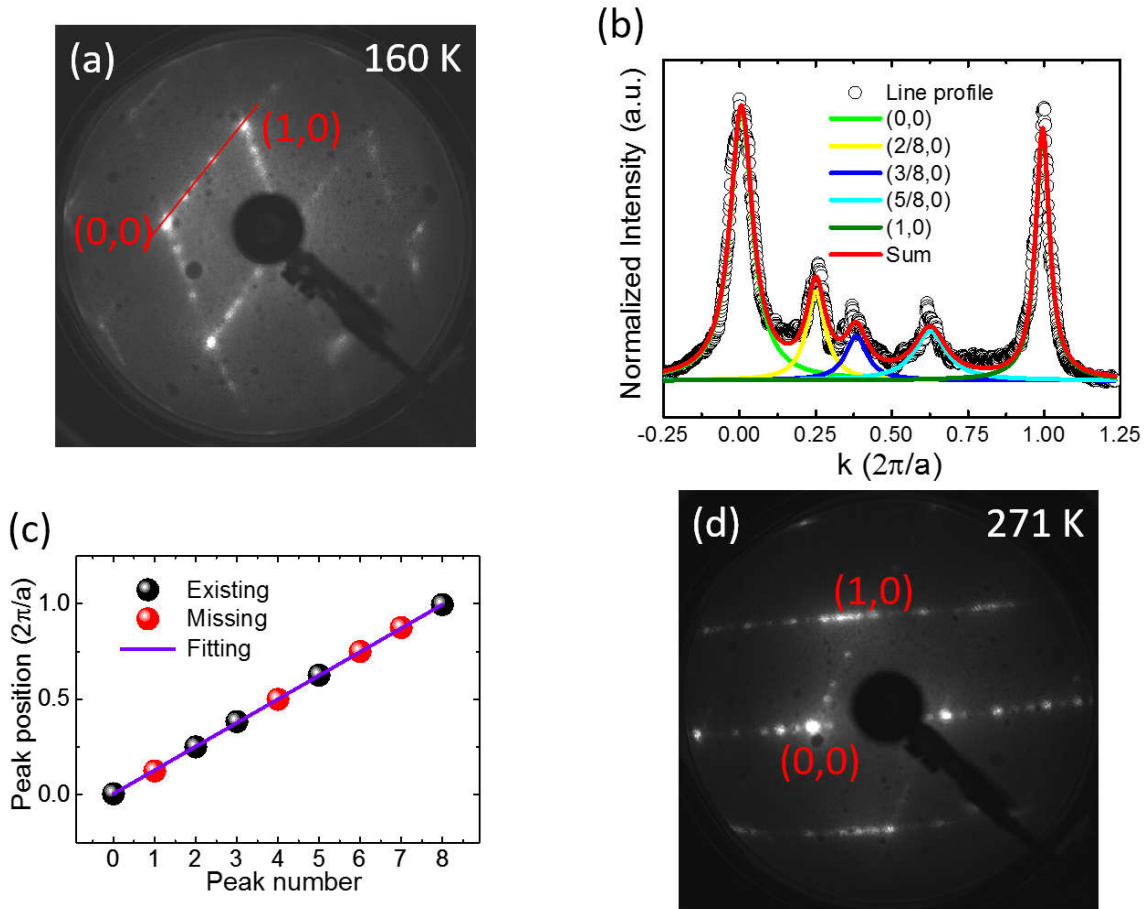 (a)
160 K
(1,0)
(0,0)
(b)
Normalized Intensity (a.u.)
Line profile
(0,0)
(2/8,0)
(3/8,0)
(5/8,0)
(1,0)
Sum
-0.25 0.00 0.25 0.50 0.75 1.00 1.25
k (2π/a)
(c)
Peak position (2π/a)
Existing
Missing
Fitting
1.0
0.5
0.0
0 1 2 3 4 5 6 7 8
Peak number
(d)
271 K
(1,0)
(0,0)